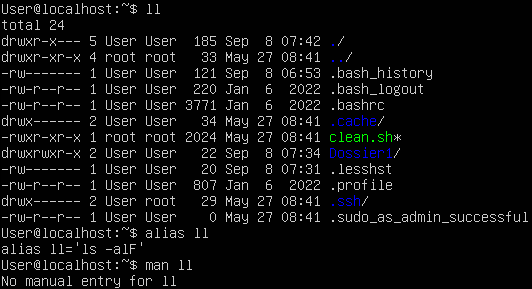 User@localhost:~$ ll
total 24
drwxr-x--- 5 User User  185 Sep  8 07:42 ./
drwxr-xr-x 4 root root   33 May 27 08:41 ../
-rw------- 1 User User  121 Sep  8 06:53 .bash_history
-rw-r--r-- 1 User User  220 Jan  6  2022 .bash_logout
-rw-r--r-- 1 User User 3771 Jan  6  2022 .bashrc
drwx------ 2 User User   34 May 27 08:41 .cache/
-rwxr-xr-x 1 root root 2024 May 27 08:41 clean.sh*
drwxrwxr-x 2 User User   22 Sep  8 07:34 Dossier1/
-rw------- 1 User User   20 Sep  8 07:31 .lesshst
-rw-r--r-- 1 User User  807 Jan  6  2022 .profile
drwx------ 2 User root   29 May 27 08:41 .ssh/
-rw-r--r-- 1 User User    0 May 27 08:41 .sudo_as_admin_successful
User@localhost:~$ alias ll
alias ll='ls -alF'
User@localhost:~$ man ll
No manual entry for ll